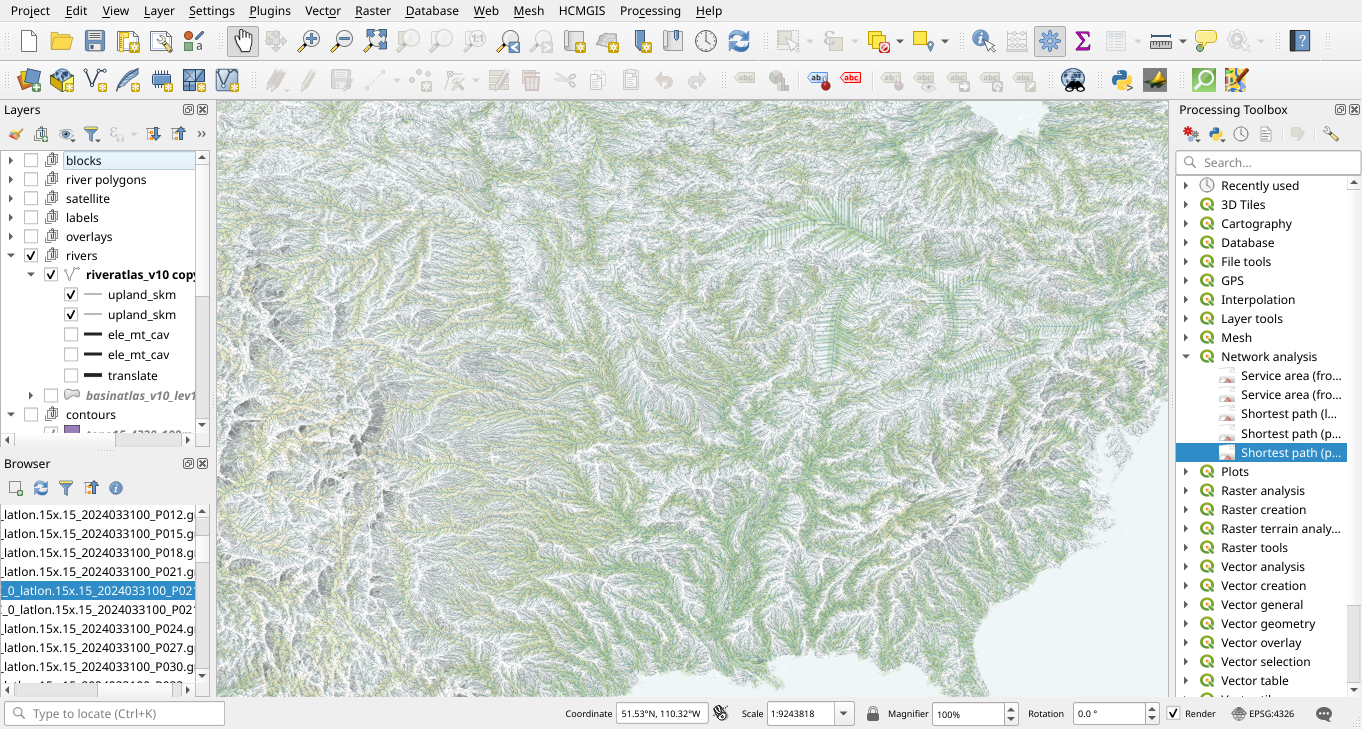 Project Edit View Layer Settings Plugins Vector Raster Database Web Mesh HCMGIS Processing Help
Layers
blocks
river polygons
satellite
labels
overlays
rivers
riveratlas_v10 copy
upland_skm
upland_skm
ele_mt_cav
ele_mt_cav
translate
basinatlas_v10_lev1
contours
Browser
_latlon.15x.15_2024033100_P012.g
_latlon.15x.15_2024033100_P015.g
_latlon.15x.15_2024033100_P018.g
_latlon.15x.15_2024033100_P021.g
_0_latlon.15x.15_2024033100_P02
_0_latlon.15x.15_2024033100_P02
_latlon.15x.15_2024033100_P024.g
_latlon.15x.15_2024033100_P027.g
_latlon.15x.15_2024033100_P030.g
Processing Toolbox
Search...
Recently used
3D Tiles
Cartography
Database
File tools
GPS
Interpolation
Layer tools
Mesh
Network analysis
Service area (fro...
Service area (fro...
Shortest path (l...
Shortest path (p...
Shortest path (p...
Plots
Raster analysis
Raster creation
Raster terrain analy...
Raster tools
Vector analysis
Vector creation
Vector general
Vector geometry
Vector overlay
Vector selection
Vector table
Type to locate (Ctrl+K)
Coordinate 51.53°N, 110.32°W Scale 1:9243818 Magnifier 100% Rotation 0.0 ° Render EPSG:4326